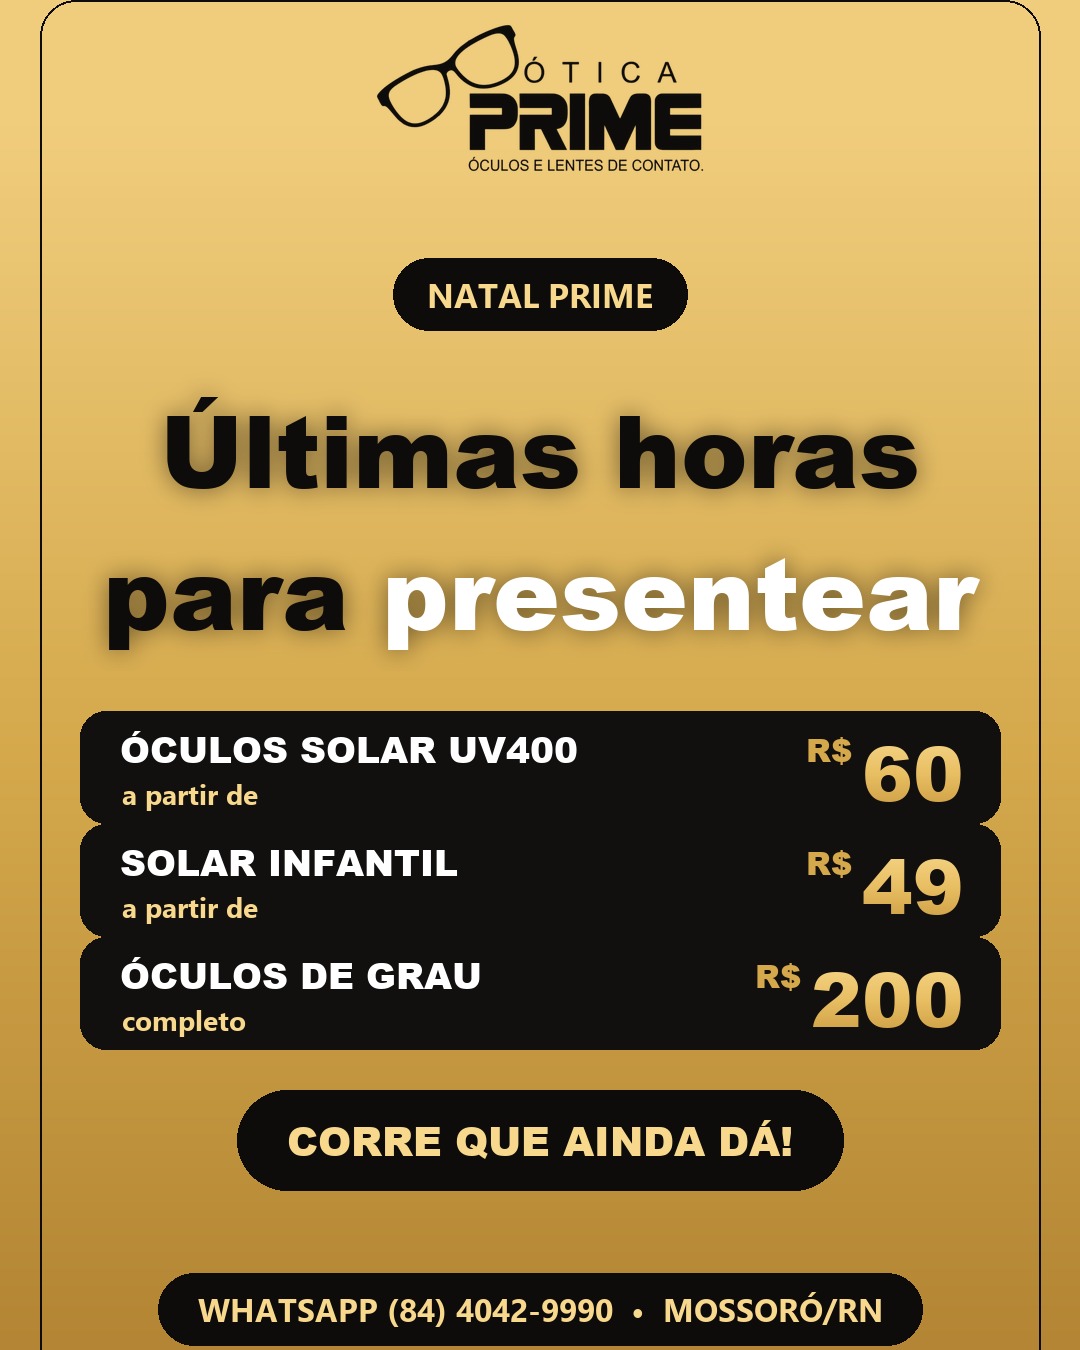 ÓTICA
PRIME
ÓCULOS E LENTES DE CONTATO.
NATAL PRIME
Últimas horas
para presentear
ÓCULOS SOLAR UV400
a partir de
R$ 60
SOLAR INFANTIL
a partir de
R$ 49
ÓCULOS DE GRAU
completo
R$ 200
CORRE QUE AINDA DÁ!
WHATSAPP (84) 4042-9990 • MOSSORÓ/RN